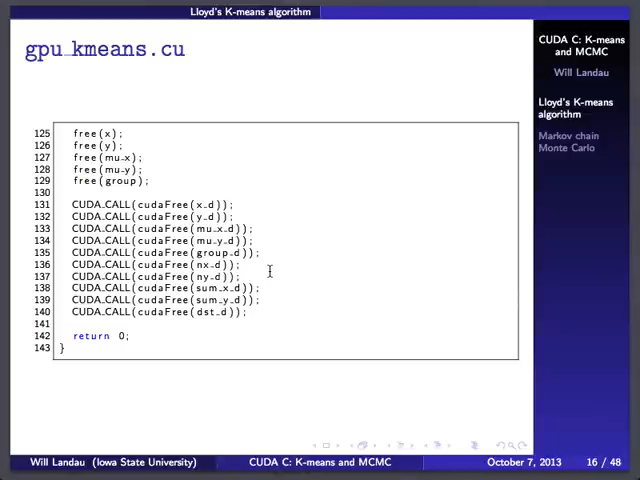 Lloyd's K-means algorithm
gpu_kmeans.cu
CUDA C: K-means
and MCMC
Will Landau
Lloyd's K-means
algorithm
Markov chain
Monte Carlo
125 free(x);
126 free(y);
127 free(mu_x);
128 free(mu_y);
129 free(group);
130
131 CUDA_CALL(cudaFree(x_d));
132 CUDA_CALL(cudaFree(y_d));
133 CUDA_CALL(cudaFree(mu_x_d));
134 CUDA_CALL(cudaFree(mu_y_d));
135 CUDA_CALL(cudaFree(group_d));
136 CUDA_CALL(cudaFree(nx_d));
137 CUDA_CALL(cudaFree(ny_d));
138 CUDA_CALL(cudaFree(sum_x_d));
139 CUDA_CALL(cudaFree(sum_y_d));
140 CUDA_CALL(cudaFree(dst_d));
141
142 return 0;
143 }
Will Landau (Iowa State University) CUDA C: K-means and MCMC October 7, 2013 16 / 48